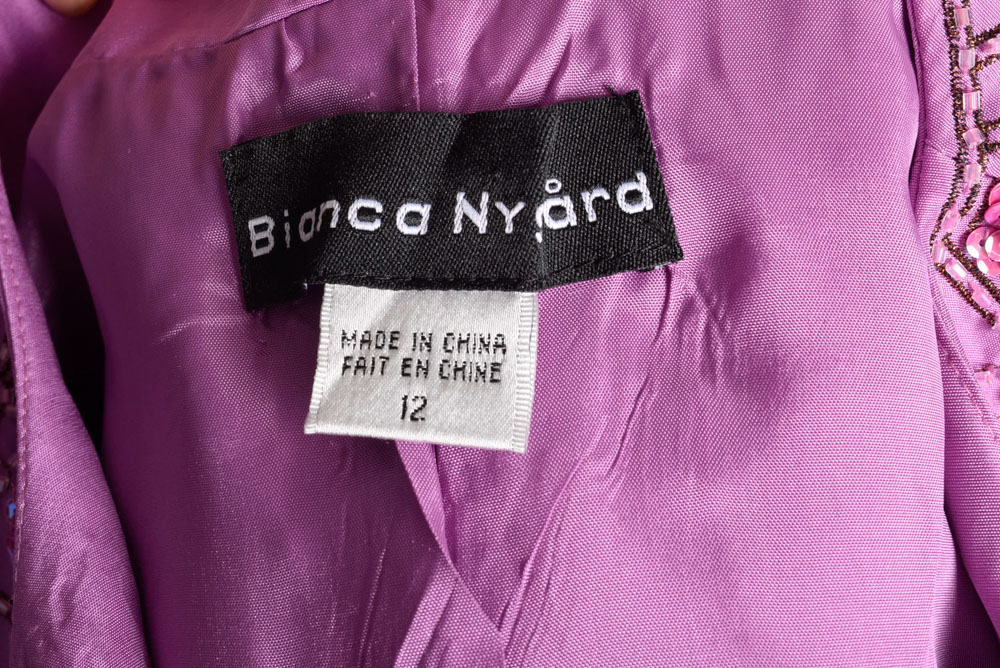 Bianca Nygård
MADE IN CHINA
FAIT EN CHINE
12